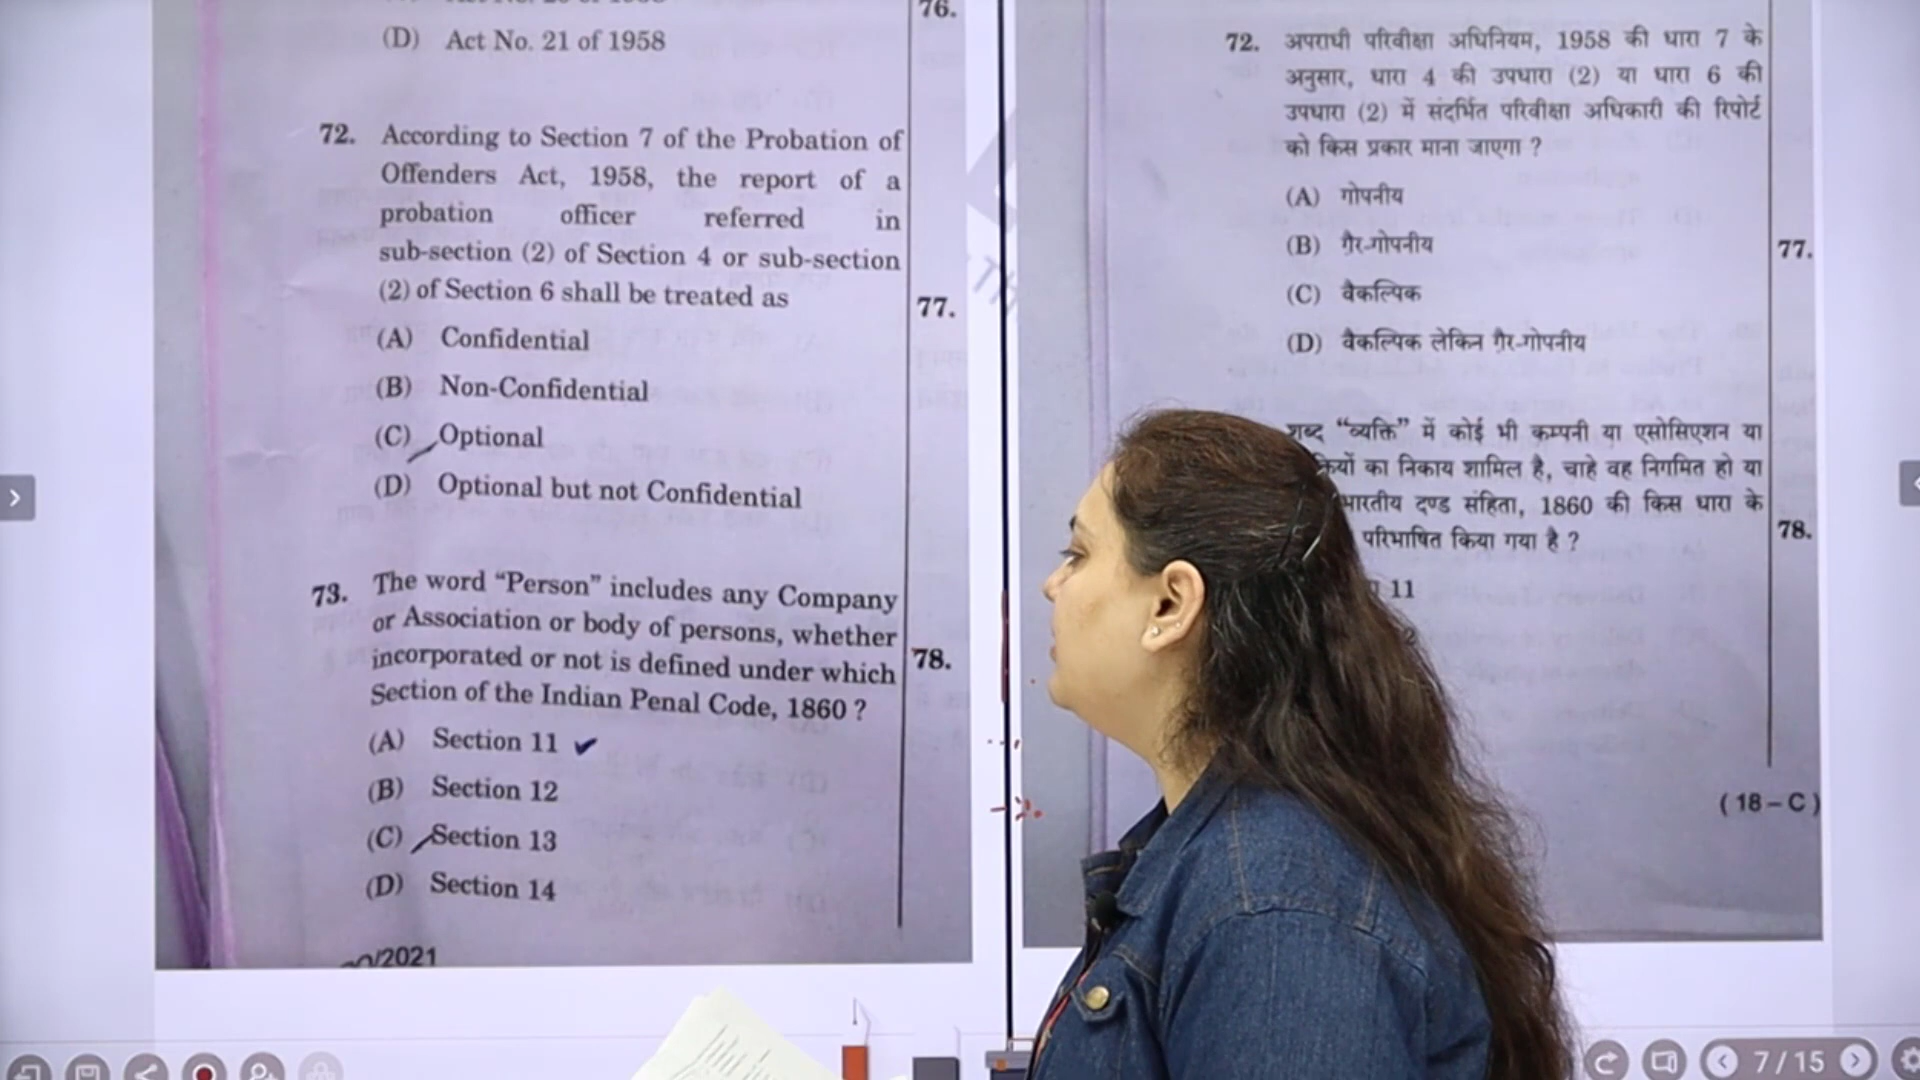 76.
(D) Act No. 21 of 1958
72. According to Section 7 of the Probation of
Offenders Act, 1958, the report of a
probation officer referred in
sub-section (2) of Section 4 or sub-section
(2) of Section 6 shall be treated as
77.
(A) Confidential
(B) Non-Confidential
(C) Optional
(D) Optional but not Confidential
73. The word “Person” includes any Company
or Association or body of persons, whether
incorporated or not is defined under which
78.
Section of the Indian Penal Code, 1860 ?
(A) Section 11
(B) Section 12
(C) Section 13
(D) Section 14
/2021
72. अपराधी परिवीक्षा अधिनियम, 1958 की धारा 7 के
अनुसार, धारा 4 की उपधारा (2) या धारा 6 की
उपधारा (2) में संदर्भित परिवीक्षा अधिकारी की रिपोर्ट
को किस प्रकार माना जाएगा ?
(A) गोपनीय
(B) ग़ैर-गोपनीय
77.
(C) वैकल्पिक
(D) वैकल्पिक लेकिन ग़ैर-गोपनीय
शब्द “व्यक्ति” में कोई भी कम्पनी या एसोसिएशन या
का निकाय शामिल है, चाहे वह निगमित हो या
भारतीय दण्ड संहिता, 1860 की किस धारा के
78.
परिभाषित किया गया है ?
11
2
( 18 – C )
7 / 15